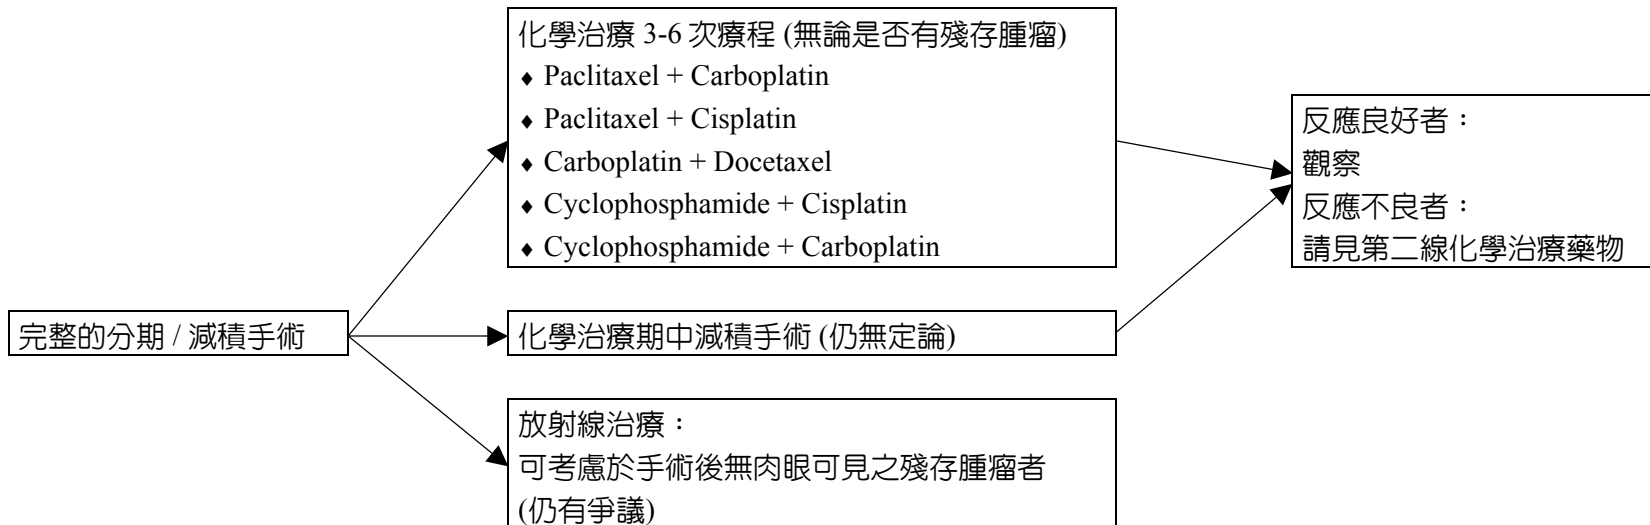 化學治療 3-6 次療程 (無論是否有殘存腫瘤)
♦ Paclitaxel + Carboplatin
♦ Paclitaxel + Cisplatin
♦ Carboplatin + Docetaxel
♦ Cyclophosphamide + Cisplatin
♦ Cyclophosphamide + Carboplatin
反應良好者：
觀察
反應不良者：
請見第二線化學治療藥物
完整的分期 / 減積手術
化學治療期中減積手術 (仍無定論)
放射線治療：
可考慮於手術後無肉眼可見之殘存腫瘤者
(仍有爭議)